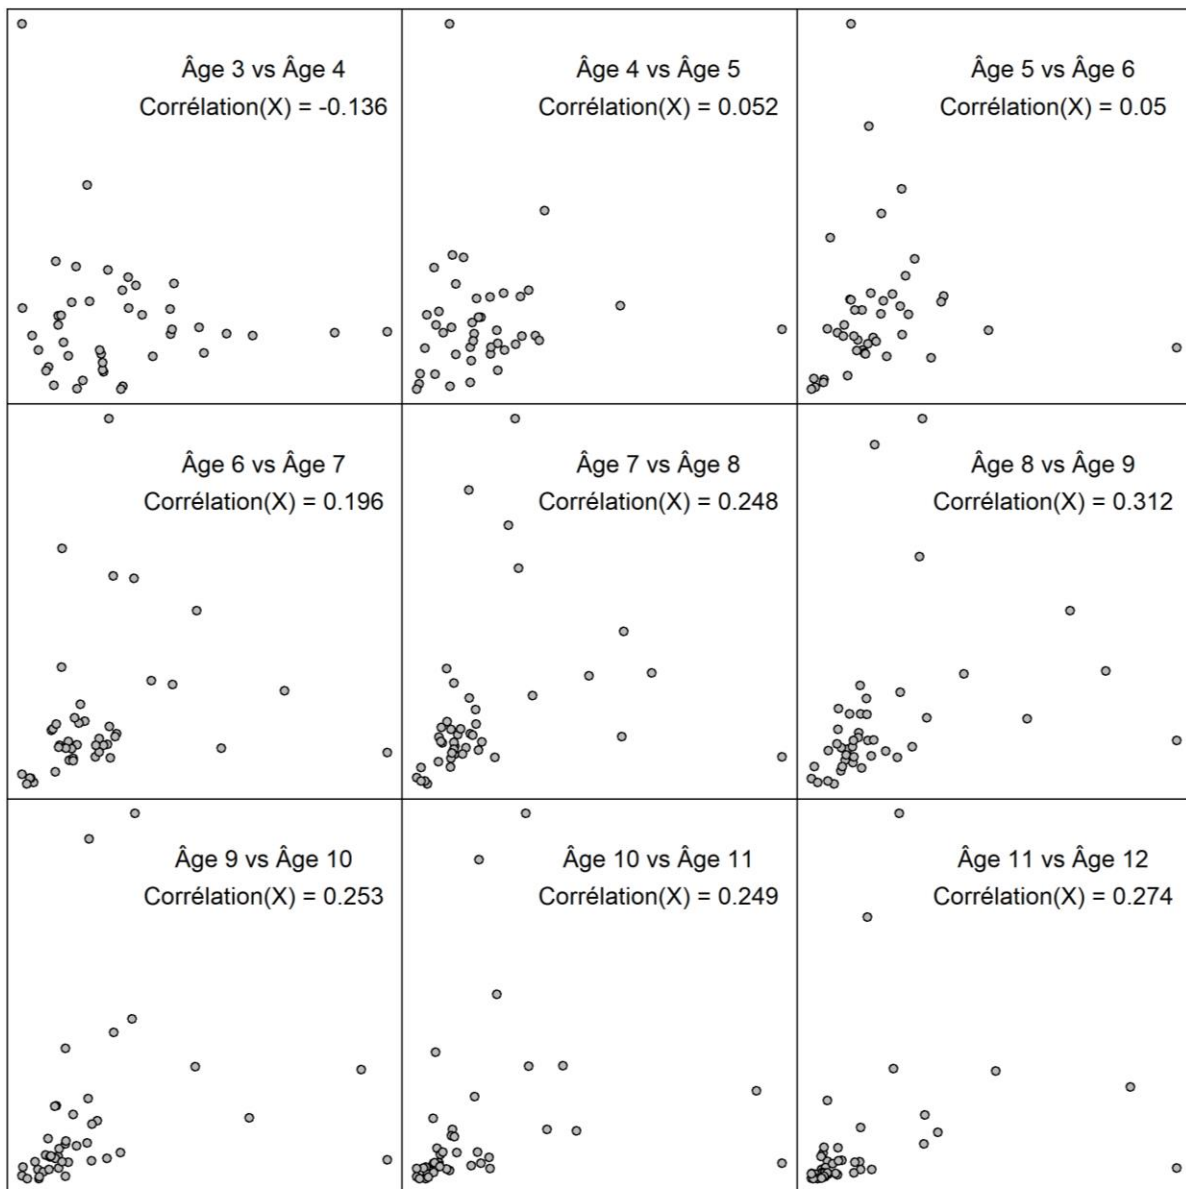 Âge 3 vs Âge 4
Corrélation(X) = -0.136
Âge 4 vs Âge 5
Corrélation(X) = 0.052
Âge 5 vs Âge 6
Corrélation(X) = 0.05
Âge 6 vs Âge 7
Corrélation(X) = 0.196
Âge 7 vs Âge 8
Corrélation(X) = 0.248
Âge 8 vs Âge 9
Corrélation(X) = 0.312
Âge 9 vs Âge 10
Corrélation(X) = 0.253
Âge 10 vs Âge 11
Corrélation(X) = 0.249
Âge 11 vs Âge 12
Corrélation(X) = 0.274